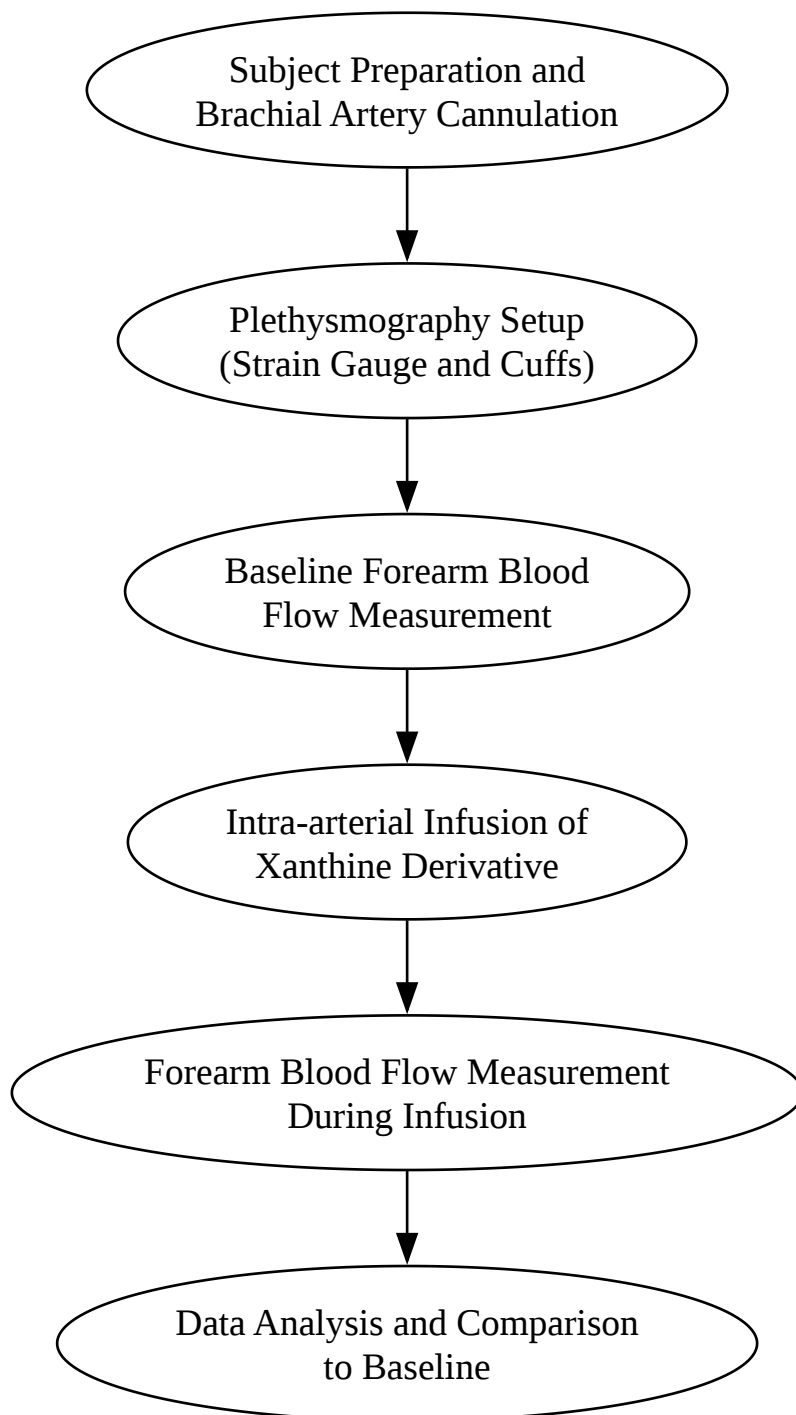 Subject Preparation and
Brachial Artery Cannulation
Plethysmography Setup
(Strain Gauge and Cuffs)
Baseline Forearm Blood
Flow Measurement
Intra-arterial Infusion of
Xanthine Derivative
Forearm Blood Flow Measurement
During Infusion
Data Analysis and Comparison
to Baseline